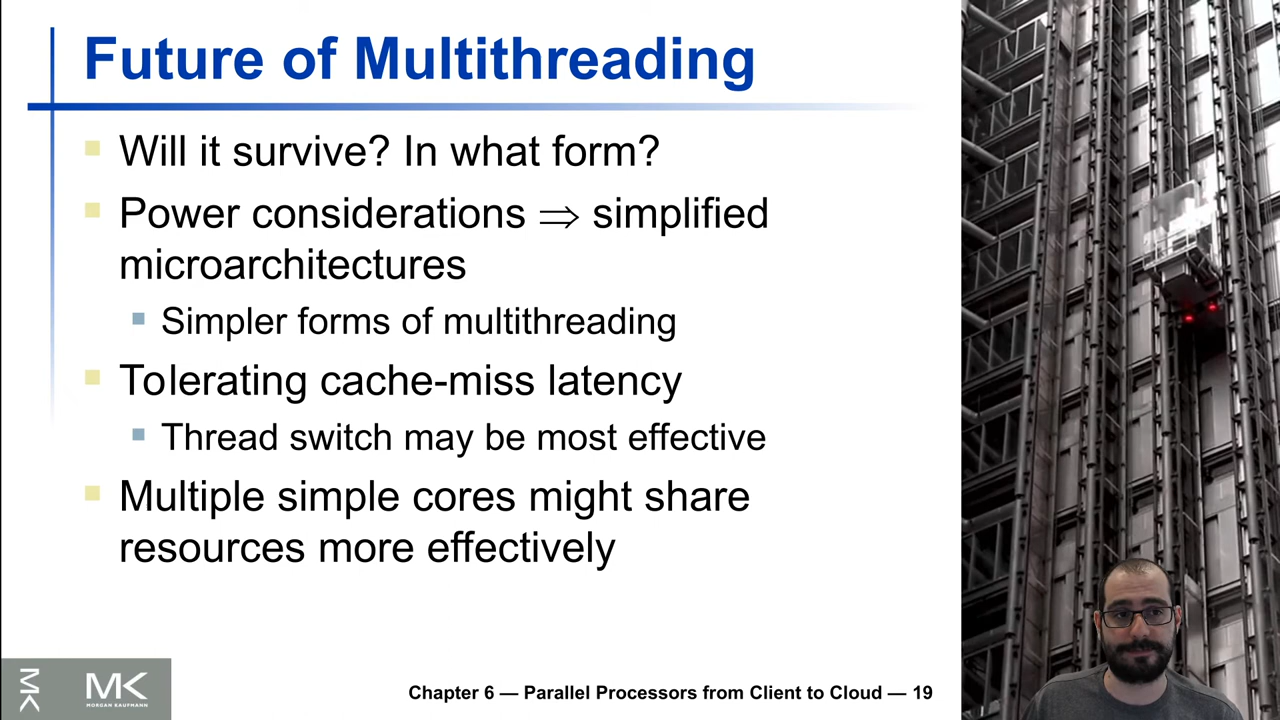 Future of Multithreading
Will it survive? In what form?
Power considerations ⇒ simplified
microarchitectures
Simpler forms of multithreading
Tolerating cache-miss latency
Thread switch may be most effective
Multiple simple cores might share
resources more effectively
MK
MK
MORGAN KAUFMANN
Chapter 6 — Parallel Processors from Client to Cloud — 19